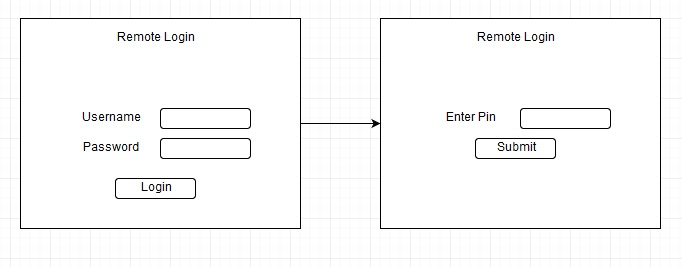 Remote Login
Username
Password
Login
Remote Login
Enter Pin
Submit